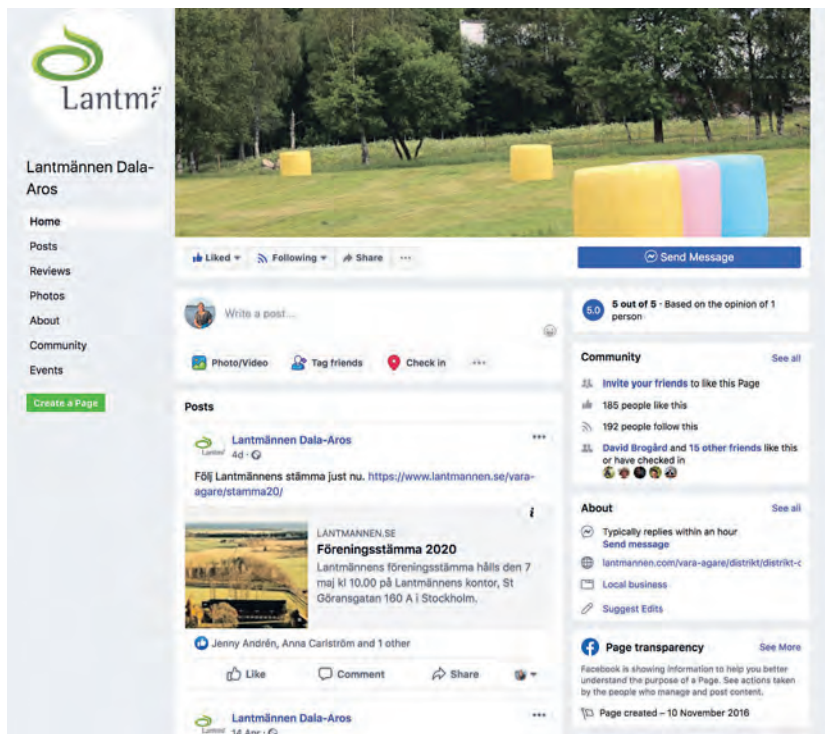 Lantmä
Lantmännen Dala-
Aros
Home
Posts
Reviews
Photos
About
Community
Events
Create a Page
Liked
Following
Share
Send Message
Write a post...
Photo/Video
Tag friends
Check in
Posts
Lantmännen Dala-Aros
4d
Följ Lantmännens stämma just nu. https://www.lantmannen.se/vara-
agare/stamma20/
LANTMANNEN.SE
Föreningsstämma 2020
Lantmännens föreningsstämma hålls den 7
maj kl 10.00 på Lantmännens kontor, St
Göransgatan 160 A i Stockholm.
Jenny Andrén, Anna Carlström and 1 other
Like
Comment
Share
Lantmännen Dala-Aros
14 Apr
5.0
5 out of 5 · Based on the opinion of 1
person
Community
See all
Invite your friends to like this Page
185 people like this
192 people follow this
David Brogård and 15 other friends like this
or have checked in
About
See all
Typically replies within an hour
Send message
lantmannen.com/vara-agare/distrikt/distrikt-c
Local business
Suggest Edits
Page transparency
See More
Facebook is showing information to help you better
understand the purpose of a Page. See actions taken
by the people who manage and post content.
Page created – 10 November 2016